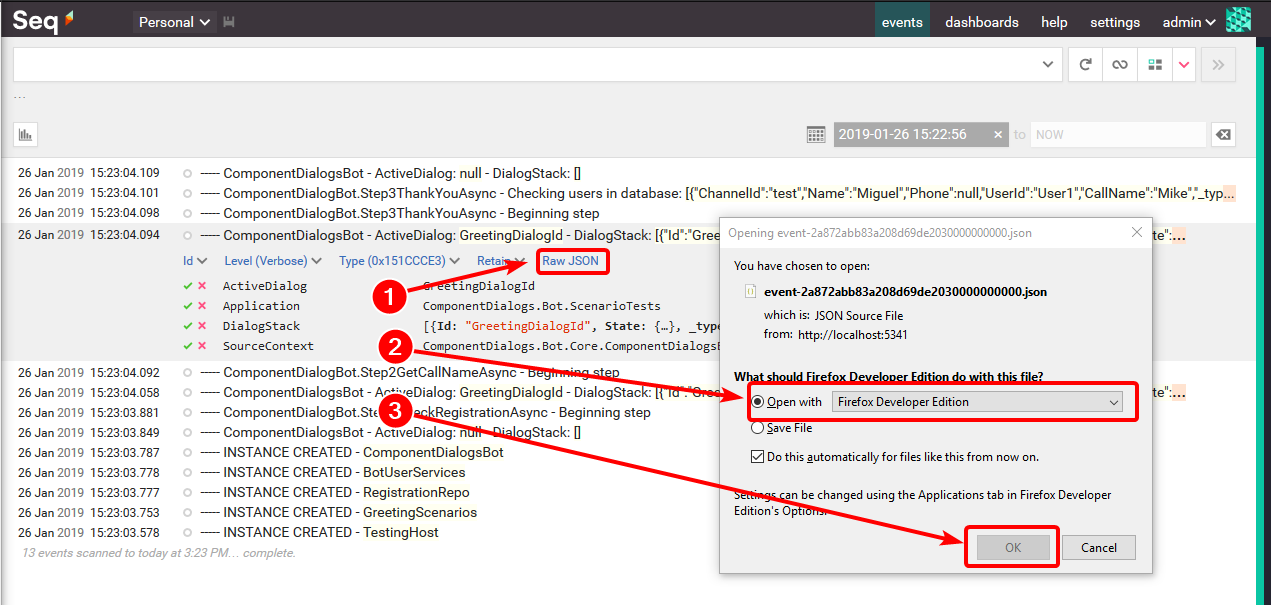 Seq Personal events dashboards help settings admin
...
2019-01-26 15:22:56 × to NOW
26 Jan 2019 15:23:04.109 ----- ComponentDialogsBot - ActiveDialog: null - DialogStack: []
26 Jan 2019 15:23:04.101 ----- ComponentDialogBot.Step3ThankYouAsync - Checking users in database: [{"ChannelId":"test","Name":"Miguel","Phone":null,"UserId":"User1","CallName":"Mike","_typ...
26 Jan 2019 15:23:04.098 ----- ComponentDialogBot.Step3ThankYouAsync - Beginning step
26 Jan 2019 15:23:04.094 ----- ComponentDialogsBot - ActiveDialog: GreetingDialogId - DialogStack: [{"Id":"Gree te":...
Id Level (Verbose) Type (0x151CCCE3) Retain Raw JSON
ActiveDialog GreetingDialogId
Application ComponentDialogs.Bot.ScenarioTests
DialogStack [{Id: "GreetingDialogId", State: {…}, _type
SourceContext ComponentDialogs.Bot.Core.ComponentDialogsB
26 Jan 2019 15:23:04.092 ----- ComponentDialogBot.Step2GetCallNameAsync - Beginning step
26 Jan 2019 15:23:04.058 ----- ComponentDialogsBot - ActiveDialog: GreetingDialogId - DialogStack: [{"Id":"Gree te":...
26 Jan 2019 15:23:03.881 ----- ComponentDialogBot.Step eckRegistrationAsync - Beginning step
26 Jan 2019 15:23:03.849 ----- ComponentDialogsBot - ActiveDialog: null - DialogStack: []
26 Jan 2019 15:23:03.787 ----- INSTANCE CREATED - ComponentDialogsBot
26 Jan 2019 15:23:03.778 ----- INSTANCE CREATED - BotUserServices
26 Jan 2019 15:23:03.777 ----- INSTANCE CREATED - RegistrationRepo
26 Jan 2019 15:23:03.753 ----- INSTANCE CREATED - GreetingScenarios
26 Jan 2019 15:23:03.578 ----- INSTANCE CREATED - TestingHost
13 events scanned to today at 3:23 PM… complete.
1
2
3
Opening event-2a872abb83a208d69de2030000000000.json
You have chosen to open:
event-2a872abb83a208d69de2030000000000.json
which is: JSON Source File
from: http://localhost:5341
What should Firefox Developer Edition do with this file?
Open with Firefox Developer Edition
Save File
Do this automatically for files like this from now on.
Settings can be changed using the Applications tab in Firefox Developer
Edition's Options.
OK Cancel